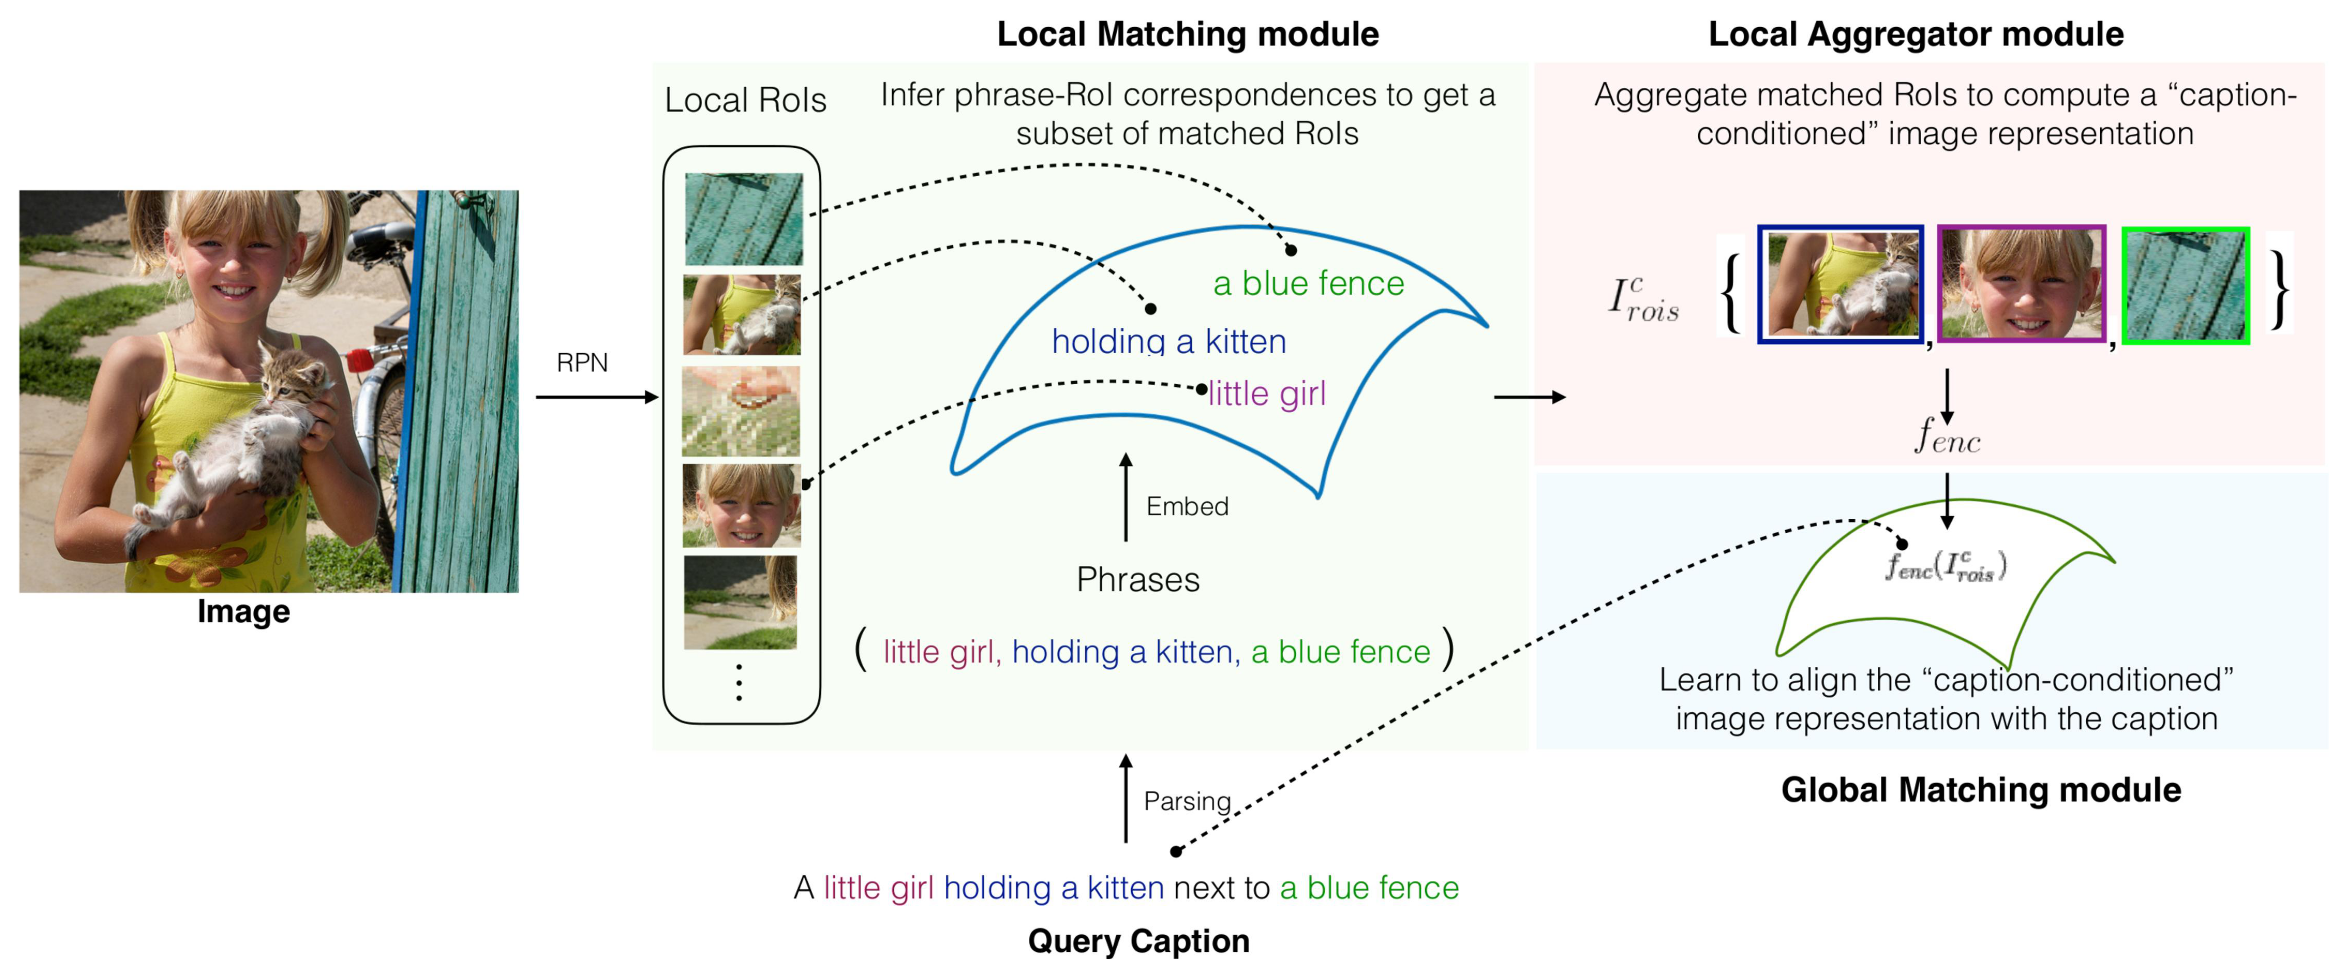 Local Matching module
Local Aggregator module
Local RoIs
Infer phrase-RoI correspondences to get a
subset of matched RoIs
Aggregate matched RoIs to compute a “caption-
conditioned” image representation
a blue fence
holding a kitten
little girl
RPN
Image
Embed
Phrases
( little girl, holding a kitten, a blue fence )
Parsing
A little girl holding a kitten next to a blue fence
Query Caption
I^c_{rois} { , , }
f_{enc}
f_{enc}(I^c_{rois})
Learn to align the “caption-conditioned”
image representation with the caption
Global Matching module